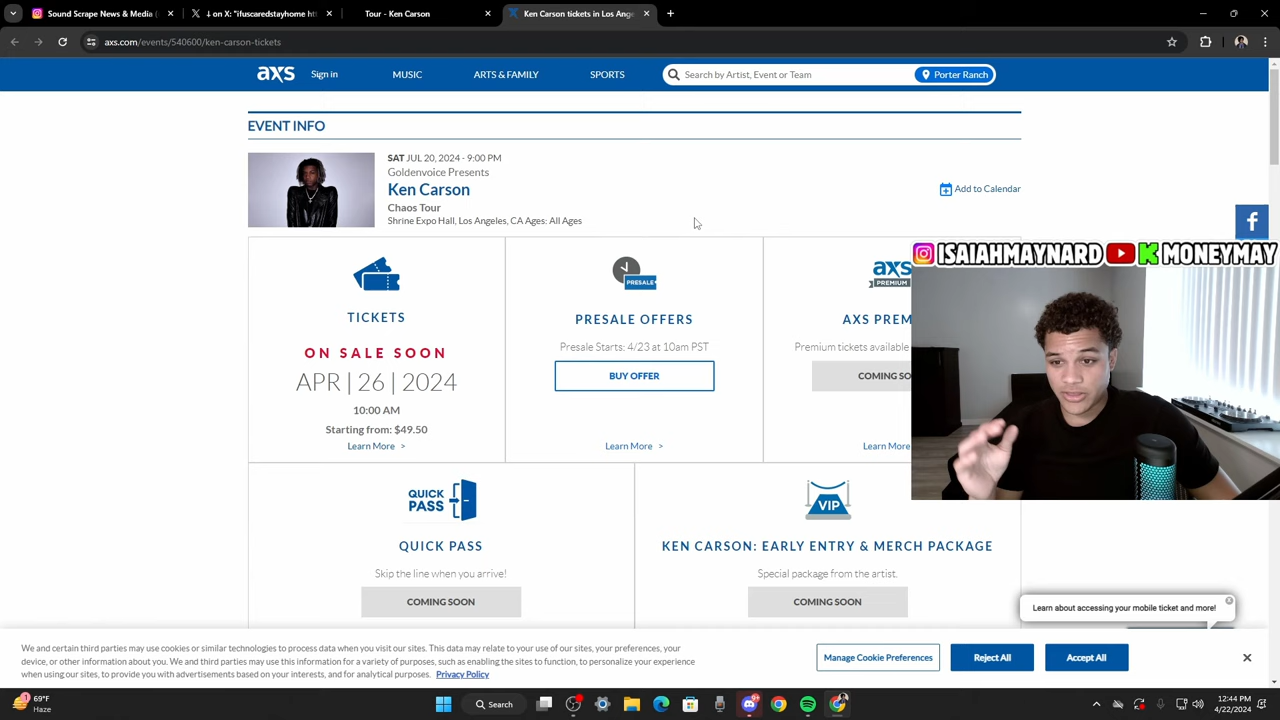 Sound Scrape News & Media (
X ↓ on X: "ifuscaredstayhome ht
Tour - Ken Carson
Ken Carson tickets in Los Ange
axs.com/events/540600/ken-carson-tickets
axs
Sign in
MUSIC
ARTS & FAMILY
SPORTS
Search by Artist, Event or Team
Porter Ranch
EVENT INFO
SAT JUL 20, 2024 - 9:00 PM
Goldenvoice Presents
Ken Carson
Chaos Tour
Shrine Expo Hall, Los Angeles, CA Ages: All Ages
Add to Calendar
f
ISAIAHMAYNARD K MONEYMAY
TICKETS
ON SALE SOON
APR | 26 | 2024
10:00 AM
Starting from: $49.50
Learn More >
PRESALE
PRESALE OFFERS
Presale Starts: 4/23 at 10am PST
BUY OFFER
Learn More >
axs
PREMIUM
AXS PREM
Premium tickets available
COMING SO
Learn More
QUICK
PASS
QUICK PASS
Skip the line when you arrive!
COMING SOON
VIP
KEN CARSON: EARLY ENTRY & MERCH PACKAGE
Special package from the artist.
COMING SOON
Learn about accessing your mobile ticket and more!
We and certain third parties may use cookies or similar technologies to process data when you visit our sites. This data may relate to your use of our sites, your preferences, your
device, or other information about you. We and third parties may use this information for a variety of purposes, such as enabling the sites to function, to personalize your experience
when using our sites, to provide you with advertisements based on your interests, and for analytical purposes. Privacy Policy
Manage Cookie Preferences
Reject All
Accept All
69°F
Haze
Search
12:44 PM
4/22/2024